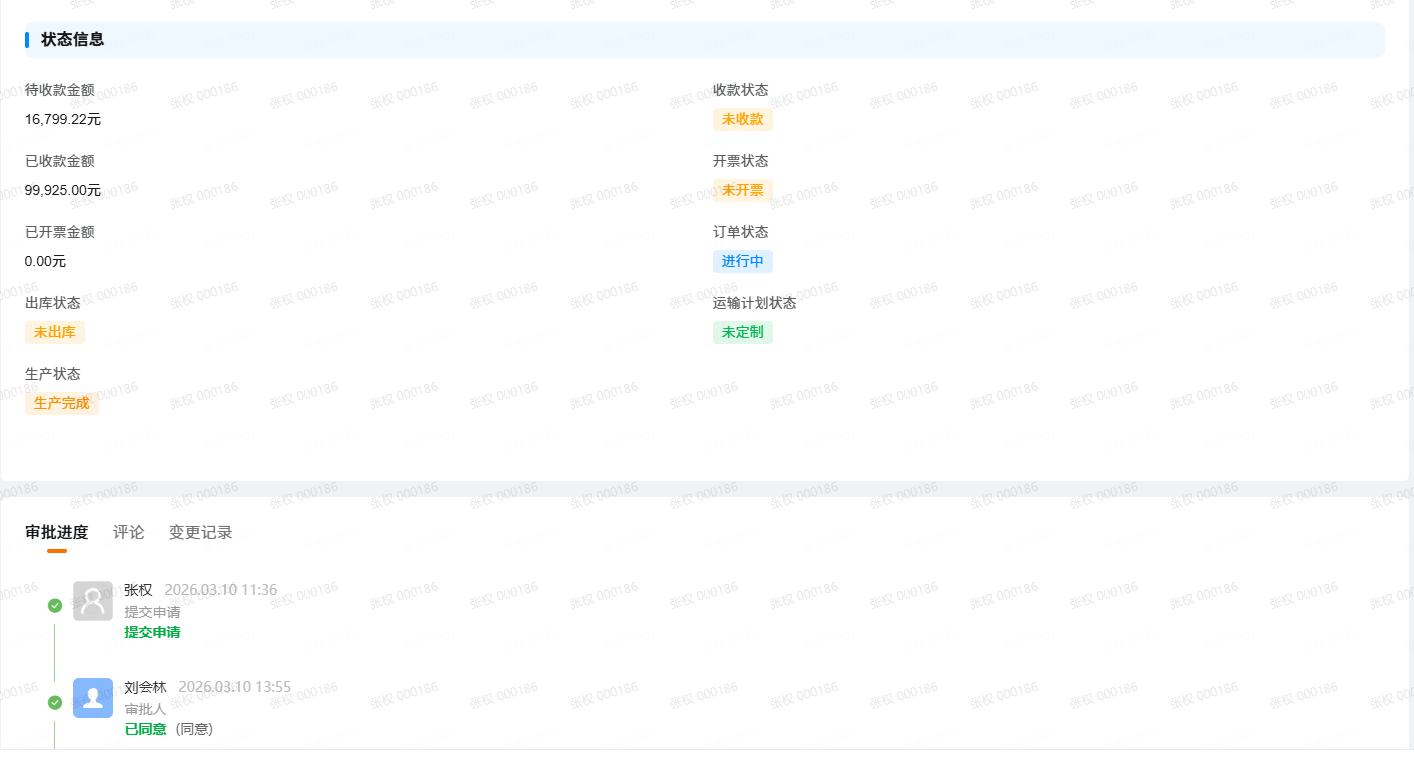 状态信息
待收款金额
16,799.22元
收款状态
未收款
已收款金额
99,925.00元
开票状态
未开票
已开票金额
0.00元
订单状态
进行中
出库状态
未出库
运输计划状态
未定制
生产状态
生产完成
审批进度 评论 变更记录
张权 2026.03.10 11:36
提交申请
提交申请
刘会林 2026.03.10 13:55
审批人
已同意 (同意)
张权 000186